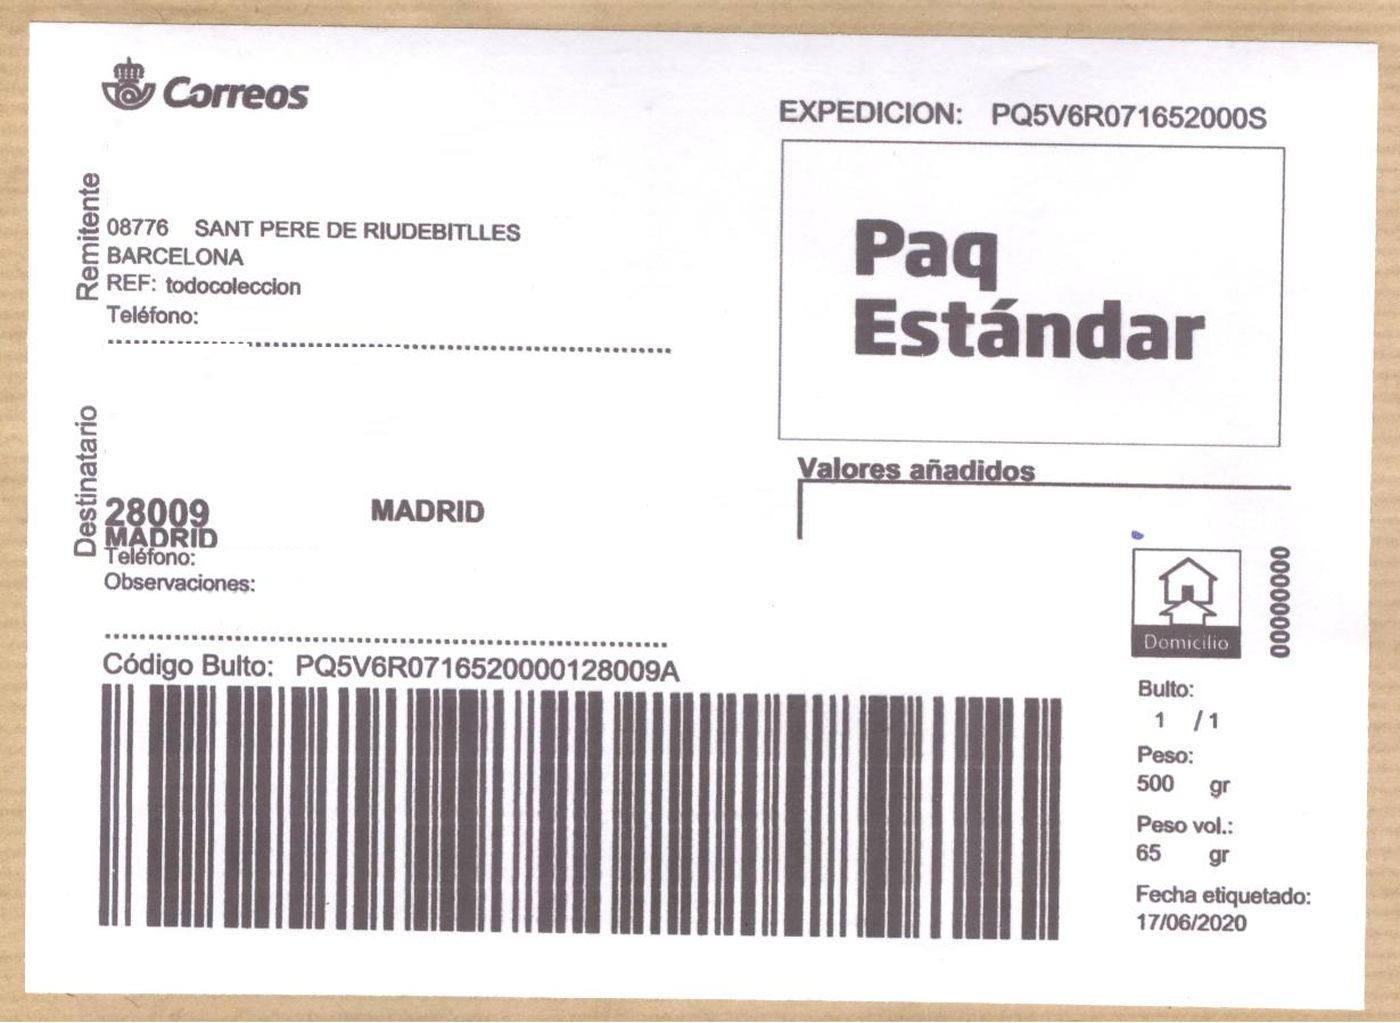 Correos
EXPEDICION: PQ5V6R071652000S
Remitente
08776 SANT PERE DE RIUDEBITLLES
BARCELONA
REF: todocoleccion
Teléfono:
Paq
Estándar
Destinatario
28009 MADRID
MADRID
Teléfono:
Observaciones:
Valores añadidos
Domicilio
00000000
Código Bulto: PQ5V6R0716520000128009A
Bulto:
1 / 1
Peso:
500 gr
Peso vol.:
65 gr
Fecha etiquetado:
17/06/2020